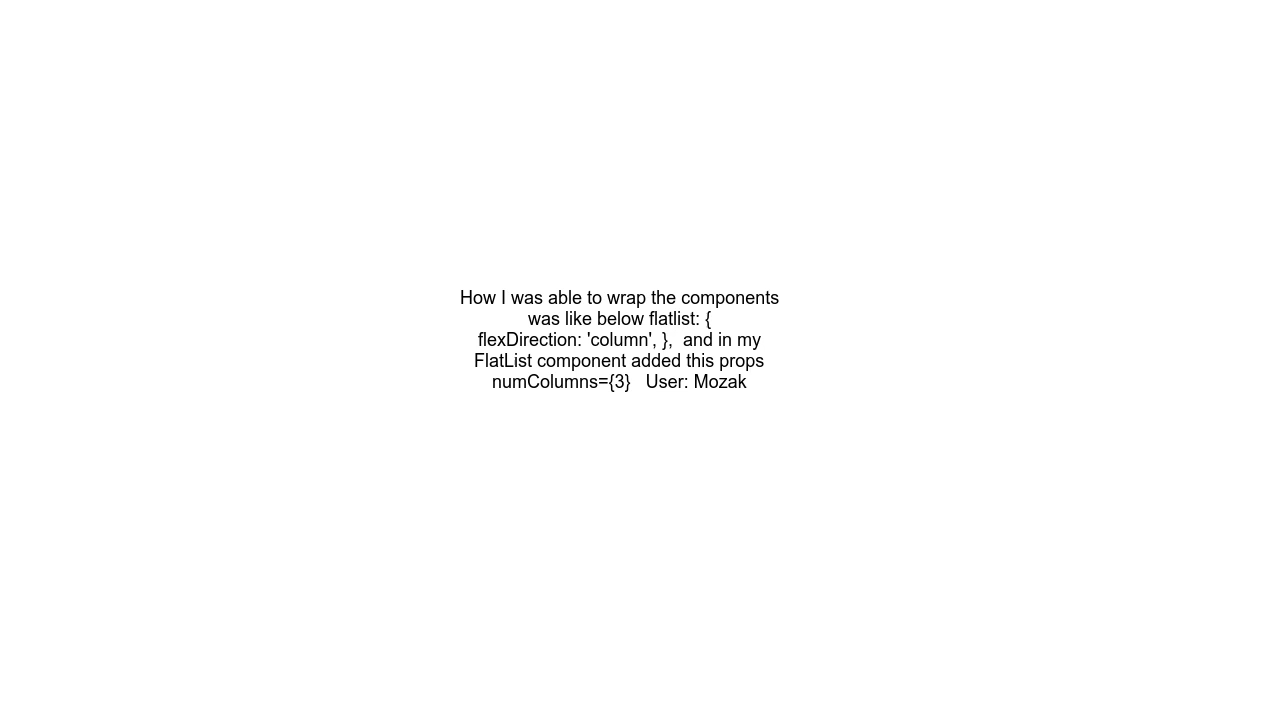 How I was able to wrap the components
was like below flatlist: {
flexDirection: 'column', },  and in my
FlatList component added this props
numColumns={3}   User: Mozak